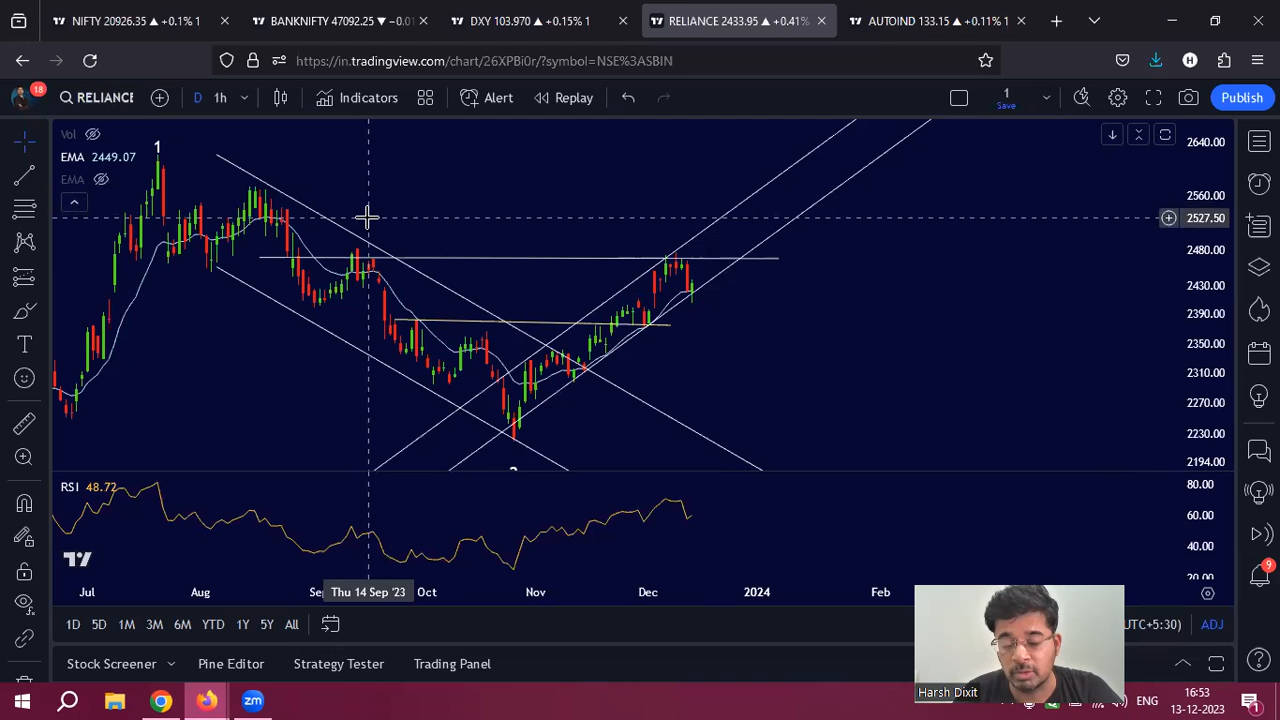 NIFTY 20926.35 ▲ +0.1% 1
BANKNIFTY 47092.25 ▼ −0.01
DXY 103.970 ▲ +0.15% 1
RELIANCE 2433.95 ▲ +0.41%
AUTOIND 133.15 ▲ +0.11% 1
https://in.tradingview.com/chart/26XPBi0r/?symbol=NSE%3ASBIN
18
RELIANCE
D
1h
Indicators
Alert
Replay
1
Save
Publish
Vol
EMA 2449.07
EMA
1
2640.00
2560.00
2527.50
2480.00
2430.00
2390.00
2350.00
2310.00
2270.00
2230.00
2194.00
RSI 48.72
80.00
60.00
40.00
20.00
Jul
Aug
Thu 14 Sep '23
Oct
Nov
Dec
2024
Feb
1D
5D
1M
3M
6M
YTD
1Y
5Y
All
(UTC+5:30)
ADJ
9
Stock Screener
Pine Editor
Strategy Tester
Trading Panel
Harsh Dixit
zm
ENG
16:53
13-12-2023
1